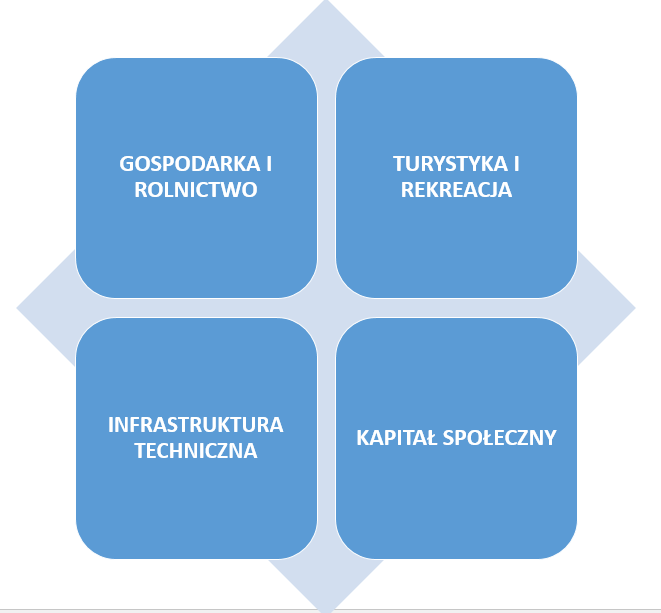 GOSPODARKA I
ROLNICTWO
TURYSTYKA I
REKREACJA
INFRASTRUKTURA
TECHNICZNA
KAPITAŁ SPOŁECZNY